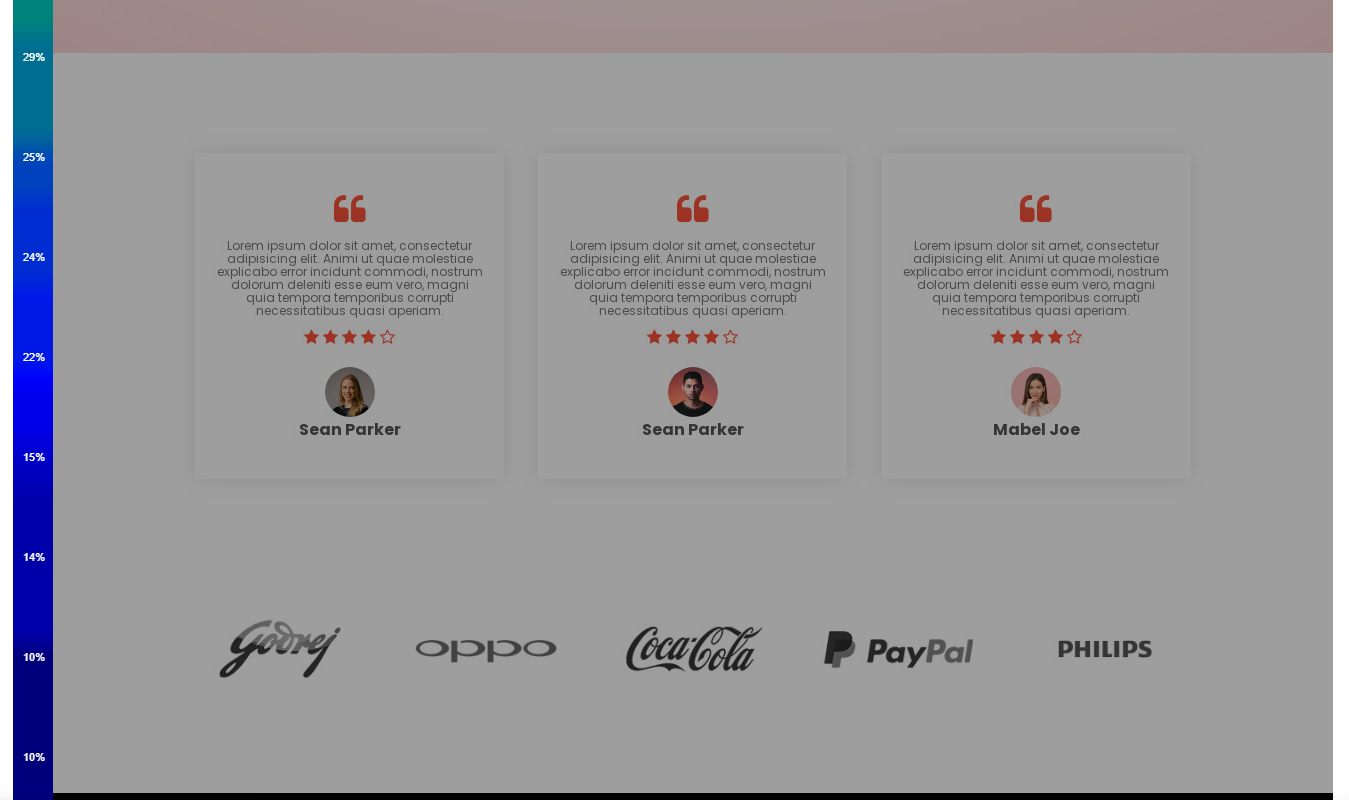 29%
25%
24%
22%
15%
14%
10%
10%
Lorem ipsum dolor sit amet, consectetur
adipisicing elit. Animi ut quae molestiae
explicabo error incidunt commodi, nostrum
dolorum deleniti esse eum vero, magni
quia tempora temporibus corrupti
necessitatibus quasi aperiam.
Sean Parker
Lorem ipsum dolor sit amet, consectetur
adipisicing elit. Animi ut quae molestiae
explicabo error incidunt commodi, nostrum
dolorum deleniti esse eum vero, magni
quia tempora temporibus corrupti
necessitatibus quasi aperiam.
Sean Parker
Lorem ipsum dolor sit amet, consectetur
adipisicing elit. Animi ut quae molestiae
explicabo error incidunt commodi, nostrum
dolorum deleniti esse eum vero, magni
quia tempora temporibus corrupti
necessitatibus quasi aperiam.
Mabel Joe
Godrej
oppo
Coca-Cola
PayPal
PHILIPS